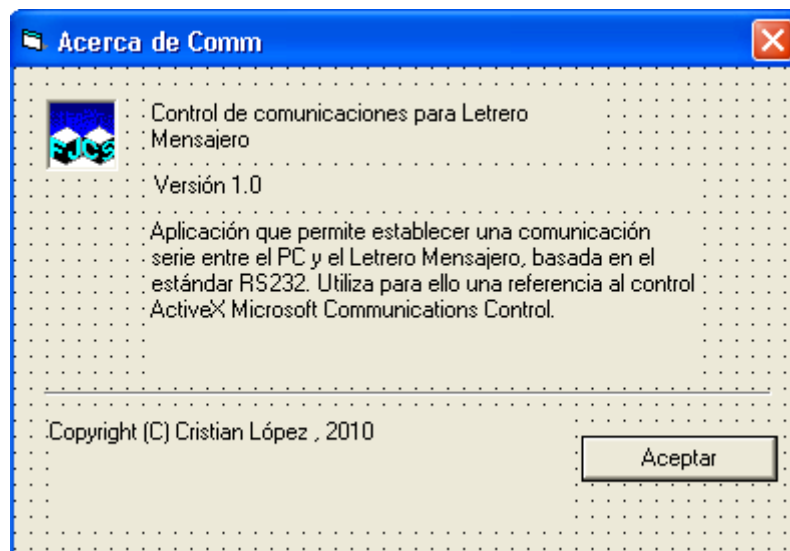 Acerca de Comm
Control de comunicaciones para Letrero
Mensajero
Versión 1.0
Aplicación que permite establecer una comunicación
serie entre el PC y el Letrero Mensajero, basada en el
estándar RS232. Utiliza para ello una referencia al control
ActiveX Microsoft Communications Control.
Copyright (C) Cristian López , 2010
Aceptar